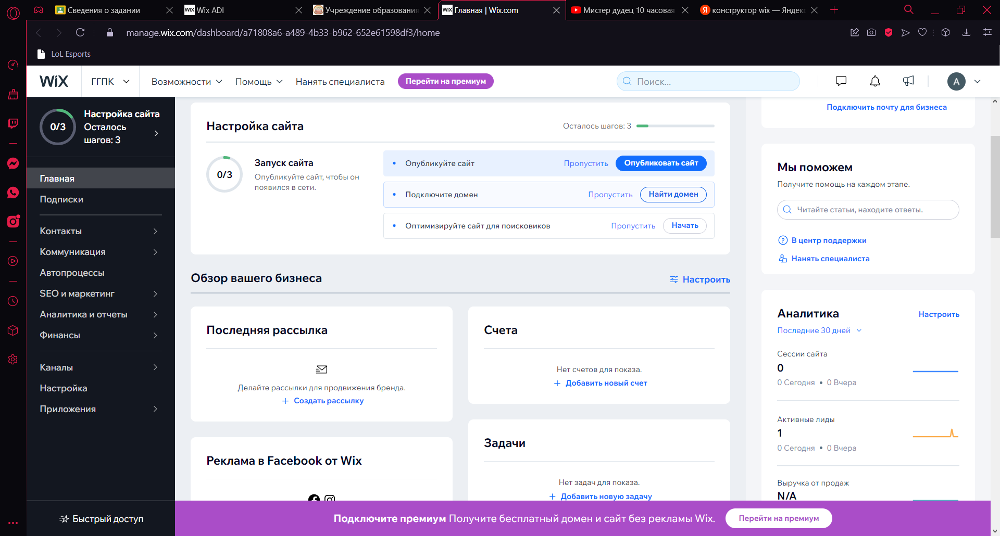 Сведения о задании
Wix ADI
Учреждение образования
Главная | Wix.com
Мистер дудец 10 часовая
конструктор wix — Яндекс
manage.wix.com/dashboard/a71808a6-a489-4b33-b962-652e61598df3/home
LoL Esports
WiX
ГГПК
Возможности
Помощь
Нанять специалиста
Перейти на премиум
Поиск...
A
0/3
Настройка сайта
Осталось
шагов: 3
Главная
Подписки
Контакты
Коммуникация
Автопроцессы
SEO и маркетинг
Аналитика и отчеты
Финансы
Каналы
Настройка
Приложения
Быстрый доступ
Настройка сайта
Осталось шагов: 3
0/3
Запуск сайта
Опубликуйте сайт, чтобы он
появился в сети.
Опубликуйте сайт
Пропустить
Опубликовать сайт
Подключите домен
Пропустить
Найти домен
Оптимизируйте сайт для поисковиков
Пропустить
Начать
Обзор вашего бизнеса
Настроить
Последняя рассылка
Делайте рассылки для продвижения бренда.
+ Создать рассылку
Счета
Нет счетов для показа.
+ Добавить новый счет
Реклама в Facebook от Wix
Задачи
Нет задач для показа.
+ Добавить новую задачу
Подключить почту для бизнеса
Мы поможем
Получите помощь на каждом этапе.
Читайте статьи, находите ответы.
В центр поддержки
Нанять специалиста
Аналитика
Настроить
Последние 30 дней
Сессии сайта
0
0 Сегодня • 0 Вчера
Активные лиды
1
0 Сегодня • 0 Вчера
Выручка от продаж
N/A
Подключите премиум Получите бесплатный домен и сайт без рекламы Wix.
Перейти на премиум